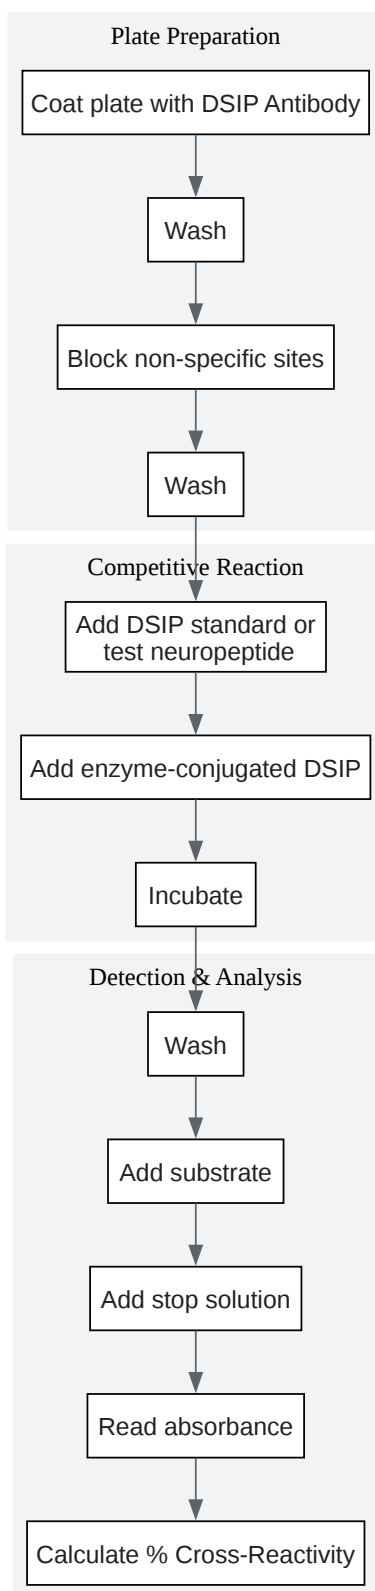 Plate Preparation
Coat plate with DSIP Antibody
Wash
Block non-specific sites
Wash
Competitive Reaction
Add DSIP standard or
test neuropeptide
Add enzyme-conjugated DSIP
Incubate
Detection & Analysis
Wash
Add substrate
Add stop solution
Read absorbance
Calculate % Cross-Reactivity